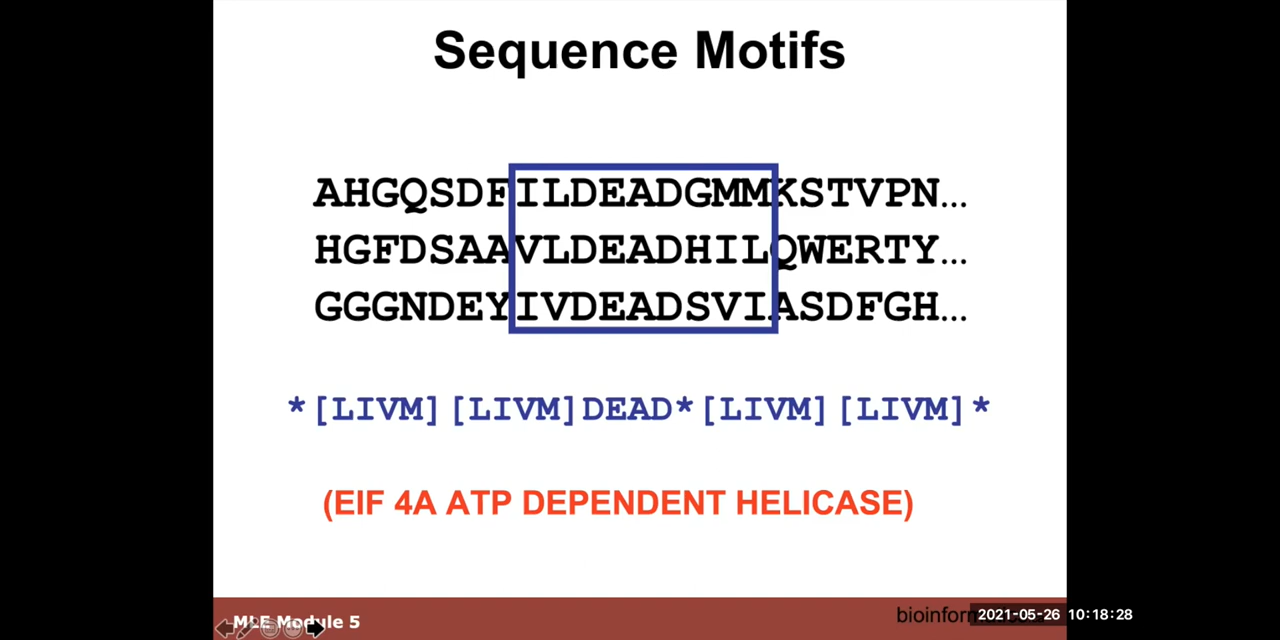 Sequence Motifs
AHGQSDFILDEADGMMKSTVPN...
HGFDSAAVLDEADHILQWERTY...
GGGNDEYIVDEADSVIASDFGH...
*[LIVM][LIVM]DEAD*[LIVM][LIVM]*
(EIF 4A ATP DEPENDENT HELICASE)
MLE Module 5
2021-05-26 10:18:28